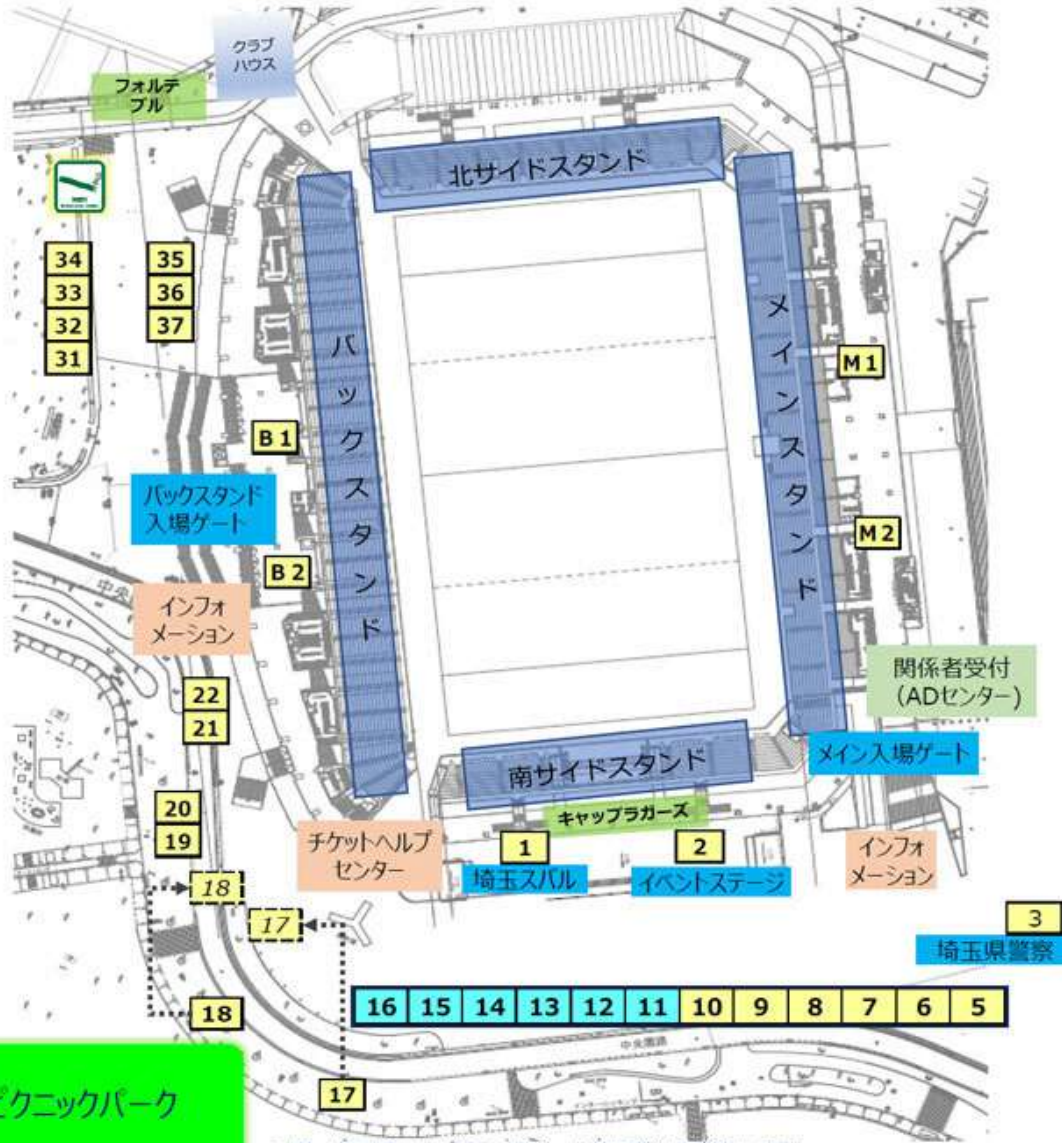 クラブ
ハウス
フォルテ
ブル
北サイドスタンド
34
33
32
31
35
36
37
バックスタンド
メインスタンド
M1
B1
バックスタンド
入場ゲート
M2
B2
中央
インフォ
メーション
関係者受付
(ADセンター)
22
21
メイン入場ゲート
南サイドスタンド
キャップラガーズ
20
19
チケットヘルプ
センター
1
埼玉スバル
2
イベントステージ
インフォ
メーション
18
17
3
埼玉県警察
16 15 14 13 12 11 10 9 8 7 6 5
18
中央園路
17
ピクニックパーク